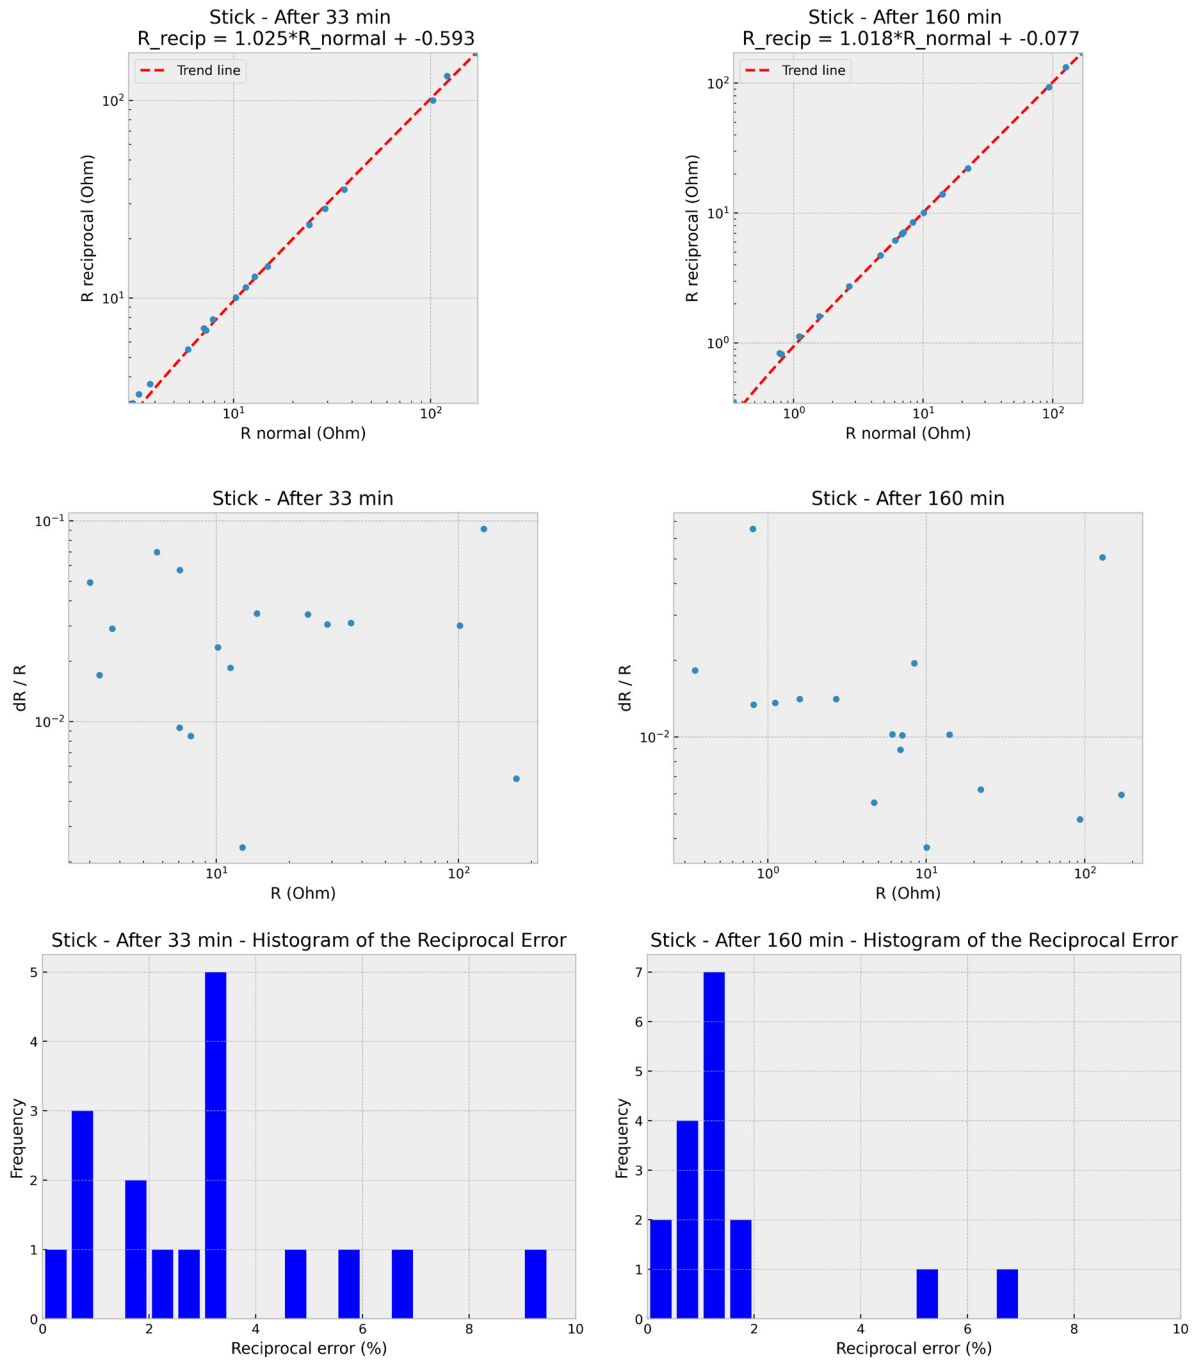 Stick - After 33 min
R_recip = 1.025*R_normal + -0.593
Trend line
10²
10¹
R reciprocal (Ohm)
10¹ 10²
R normal (Ohm)
Stick - After 160 min
R_recip = 1.018*R_normal + -0.077
Trend line
10²
10¹
10⁰
R reciprocal (Ohm)
10⁰ 10¹ 10²
R normal (Ohm)
Stick - After 33 min
10⁻¹
10⁻²
dR / R
10¹ 10²
R (Ohm)
Stick - After 160 min
10⁻²
dR / R
10⁰ 10¹ 10²
R (Ohm)
Stick - After 33 min - Histogram of the Reciprocal Error
5
4
3
2
1
0
Frequency
0 2 4 6 8 10
Reciprocal error (%)
Stick - After 160 min - Histogram of the Reciprocal Error
7
6
5
4
3
2
1
0
Frequency
0 2 4 6 8 10
Reciprocal error (%)